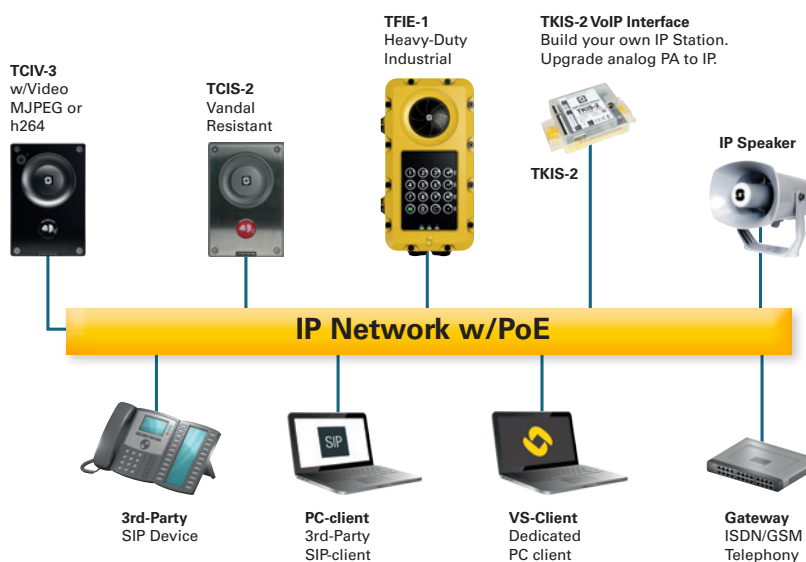 TCIV-3
w/Video
MJPEG or
h264
TCIS-2
Vandal
Resistant
TFIE-1
Heavy-Duty
Industrial
TKIS-2 VoIP Interface
Build your own IP Station.
Upgrade analog PA to IP.
TKIS-2
TKIS-2
IP Speaker
IP Network w/PoE
SIP
3rd-Party
SIP Device
PC-client
3rd-Party
SIP-client
VS-Client
Dedicated
PC client
Gateway
ISDN/GSM
Telephony